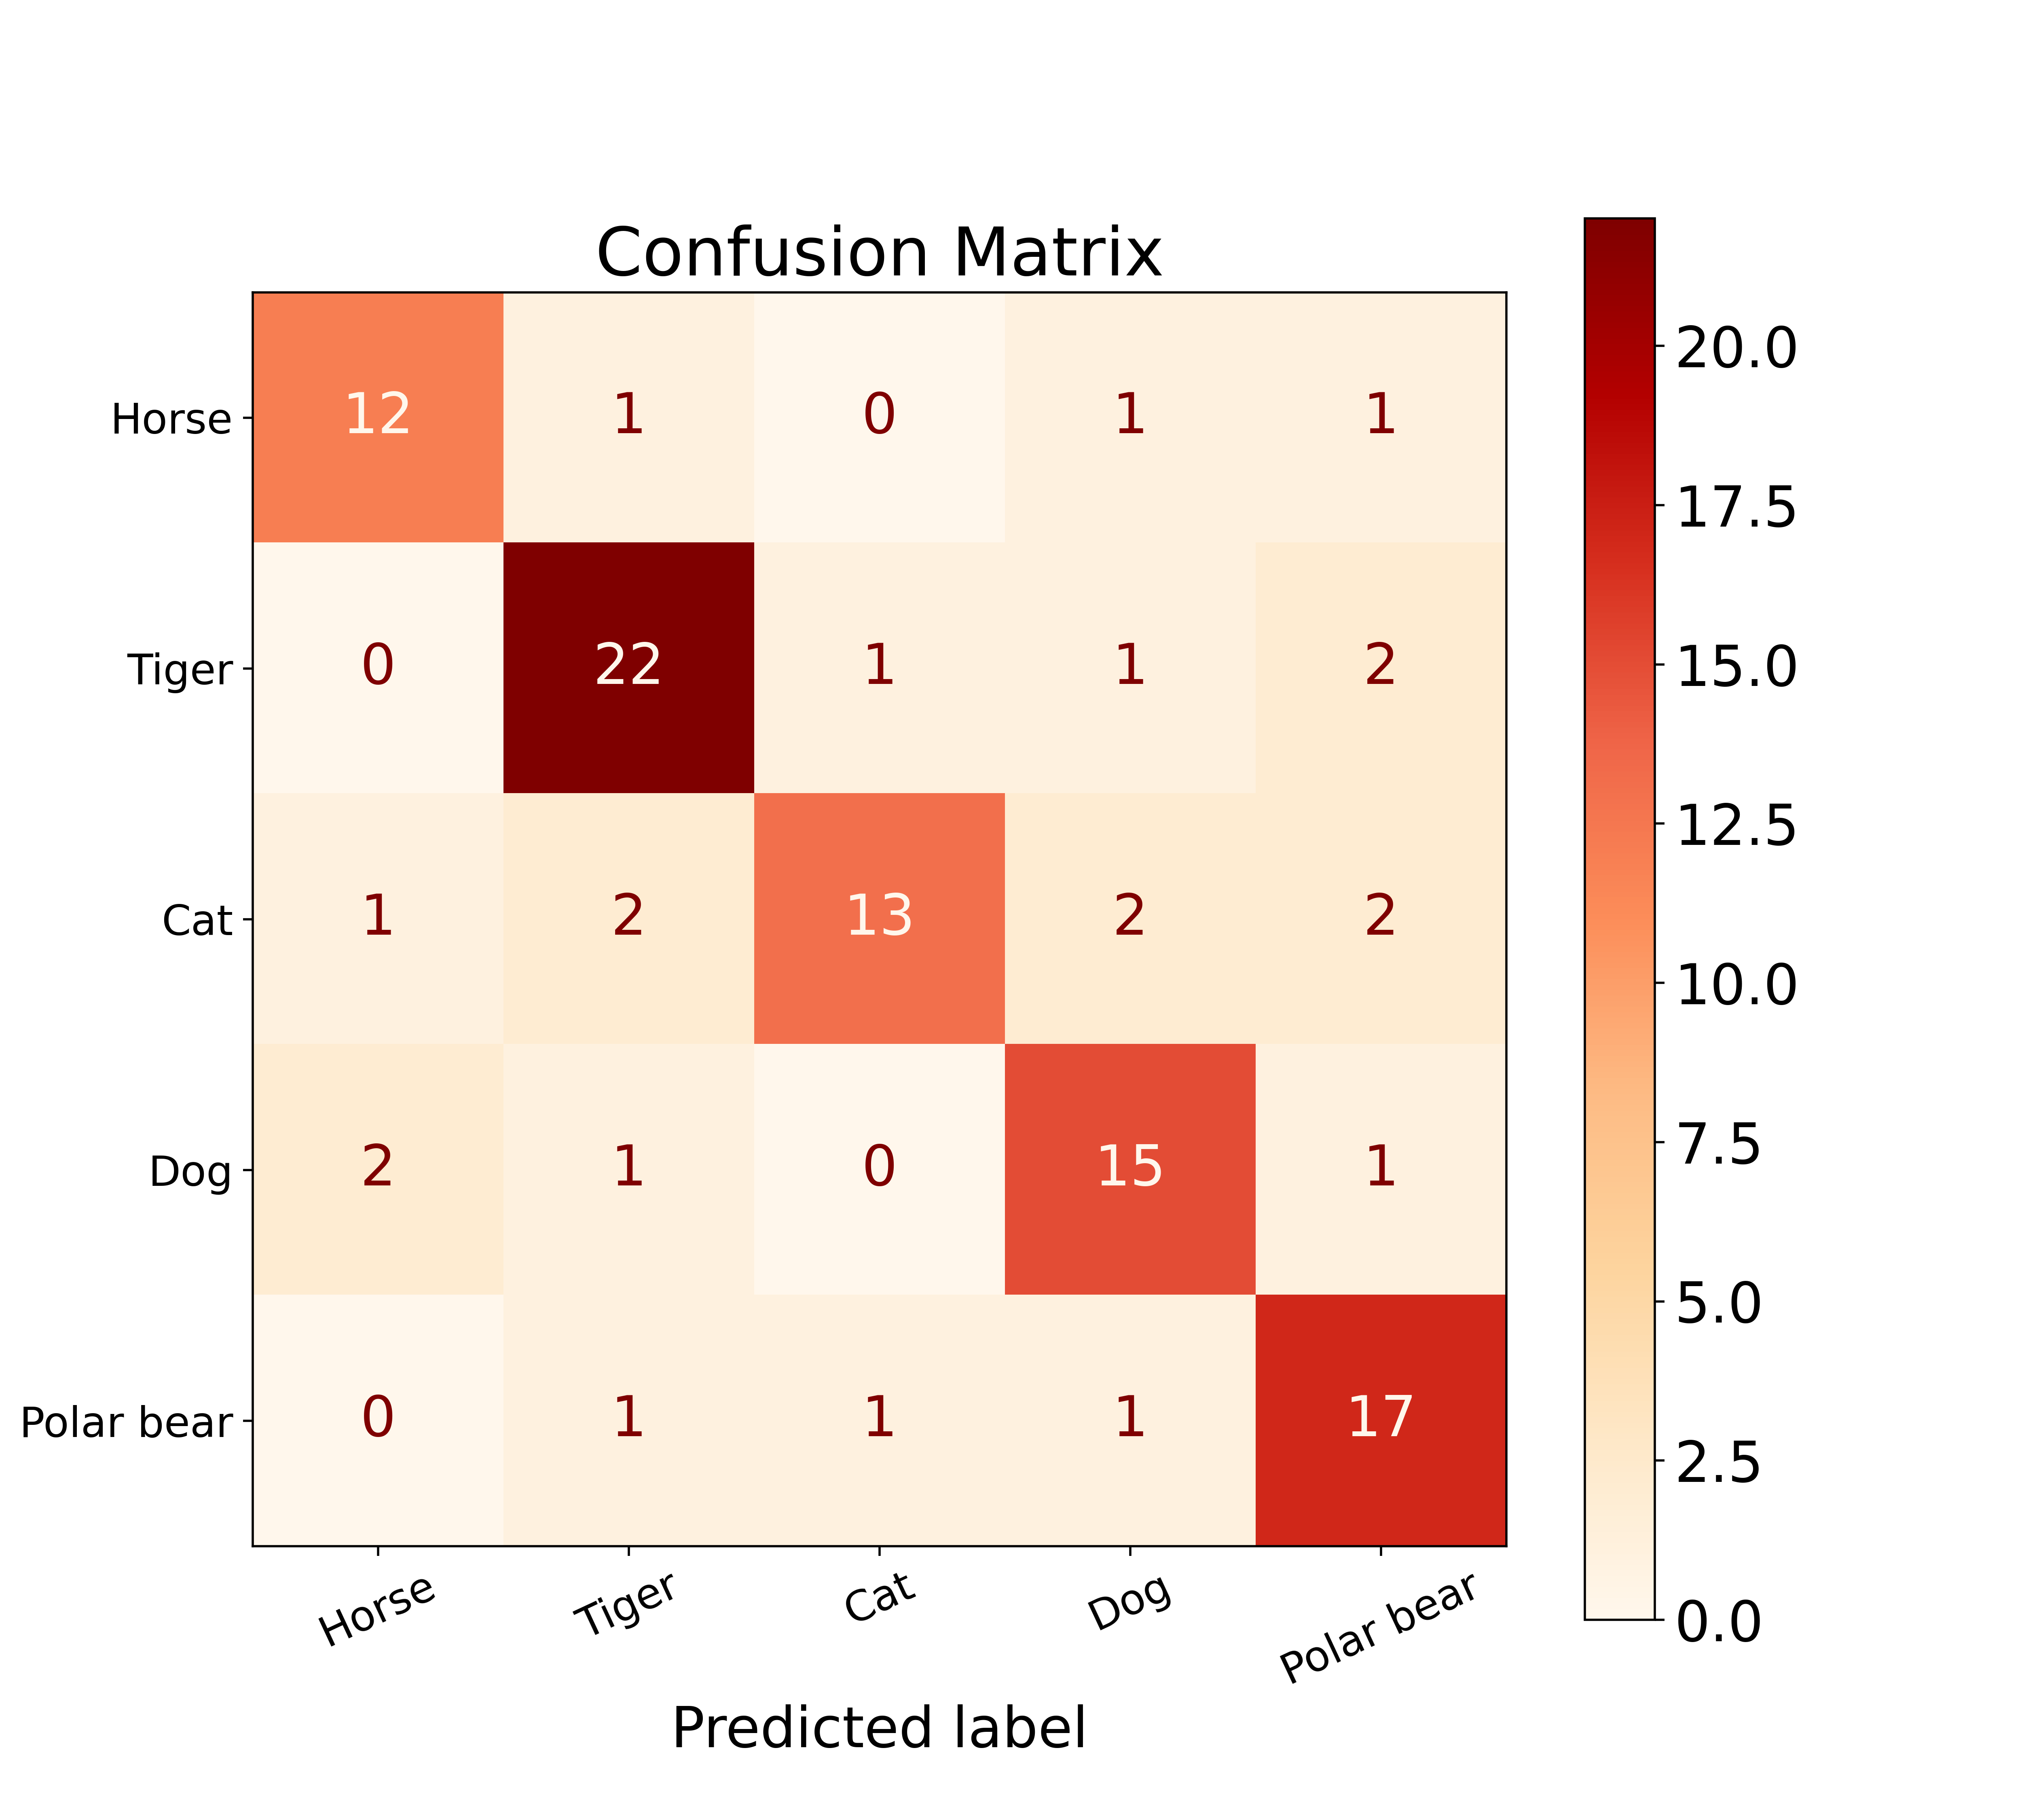 Confusion Matrix
Horse 12 1 0 1 1
Tiger 0 22 1 1 2
Cat 1 2 13 2 2
Dog 2 1 0 15 1
Polar bear 0 1 1 1 17
Horse Tiger Cat Dog Polar bear
Predicted label
20.0
17.5
15.0
12.5
10.0
7.5
5.0
2.5
0.0